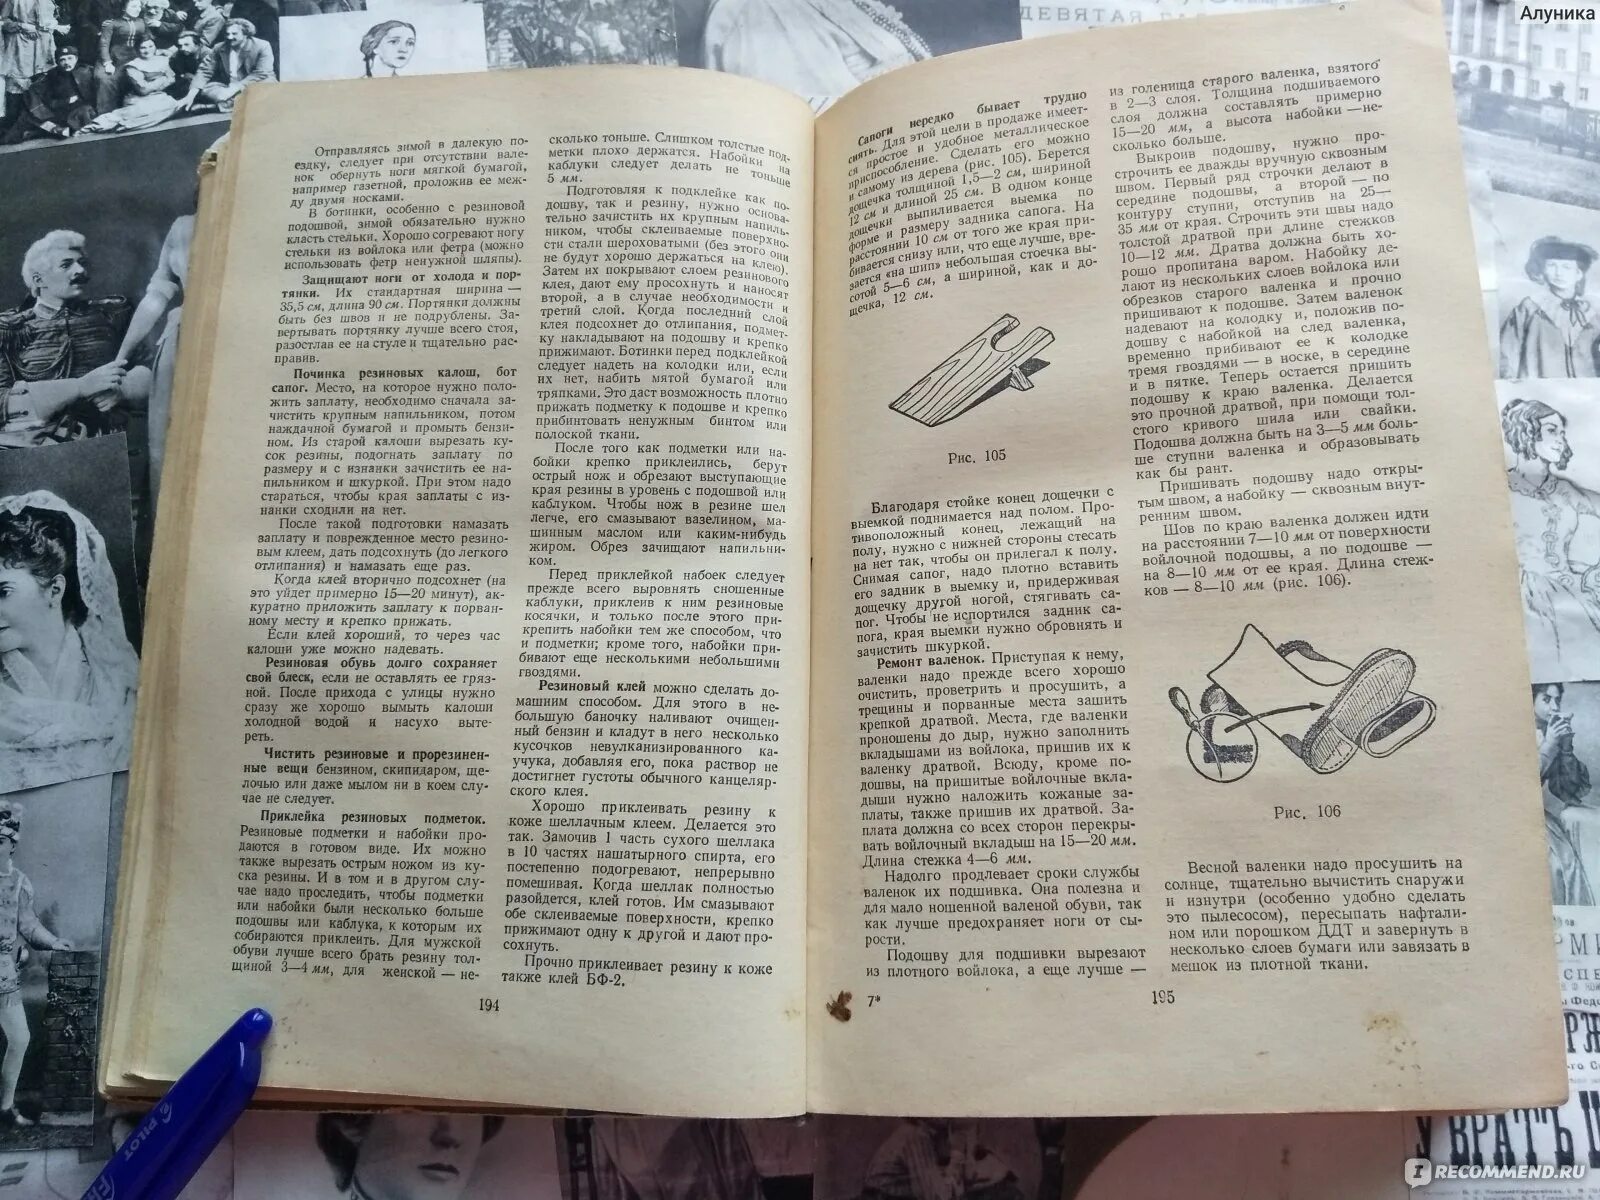 Алуника
ДЕВЯТАЯ
Отправляясь зимой в далекую по-
ездку, следует при отсутствии вале-
нок обернуть ноги мягкой бумагой,
например газетной, проложив ее меж-
ду двумя носками.
В ботинки, особенно с резиновой
подошвой, зимой обязательно нужно
класть стельки. Хорошо согревают ногу
стельки из войлока или фетра (можно
использовать фетр ненужной шляпы).
Защищают ноги от холода и пор-
тянки. Их стандартная ширина —
35,5 см, длина 90 см. Портянки должны
быть без швов и не подрублены. За-
вертывать портянку лучше всего стоя,
разостлав ее на стуле и тщательно рас-
правив.
Починка резиновых калош, бот
сапог. Место, на которое нужно поло-
жить заплату, необходимо сначала за-
чистить крупным напильником, потом
наждачной бумагой и промыть бензи-
ном. Из старой калоши вырезать ку-
сок резины, подогнать заплату по
размеру и с изнанки зачистить ее на-
пильником и шкуркой. При этом надо
стараться, чтобы края заплаты с из-
нанки сходили на нет.
После такой подготовки намазать
заплату и поврежденное место резино-
вым клеем, дать подсохнуть (до легкого
отлипания) и намазать еще раз.
Когда клей вторично подсохнет (на
это уйдет примерно 15—20 минут), ак-
куратно приложить заплату к порван-
ному месту и крепко прижать.
Если клей хороший, то через час
калоши уже можно надевать.
Резиновая обувь долго сохраняет
свой блеск, если не оставлять ее гряз-
ной. После прихода с улицы нужно
сразу же хорошо вымыть калоши
холодной водой и насухо выте-
реть.
Чистить резиновые и прорезинен-
ные вещи бензином, скипидаром, ще-
лочью или даже мылом ни в коем слу-
чае не следует.
Приклейка резиновых подметок.
Резиновые подметки и набойки про-
даются в готовом виде. Их можно
также вырезать острым ножом из ку-
ска резины. И в том и в другом слу-
чае надо проследить, чтобы подметки
или набойки были несколько больше
подошвы или каблука, к которым их
собираются приклеить. Для мужской
обуви лучше всего брать резину тол-
щиной 3—4 мм, для женской — не-
сколько тоньше. Слишком толстые под-
метки плохо держатся. Набойки на
каблуки следует делать не тоньше
5 мм.
Подготовляя к подклейке как по-
дошву, так и резину, нужно основа-
тельно зачистить их крупным напиль-
ником, чтобы склеиваемые поверхно-
сти стали шероховатыми (без этого они
не будут хорошо держаться на клею).
Затем их покрывают слоем резинового
клея, дают ему просохнуть и наносят
второй, а в случае необходимости и
третий слой. Когда последний слой
клея подсохнет до отлипания, подмет-
ку накладывают на подошву и крепко
прижимают. Ботинки перед подклейкой
следует надеть на колодки или, если
их нет, набить мятой бумагой или
тряпками. Это даст возможность плотно
прижать подметку к подошве и крепко
прибинтовать ненужным бинтом или
полоской ткани.
После того как подметки или на-
бойки крепко приклеились, берут
острый нож и обрезают выступающие
края резины в уровень с подошвой или
каблуком. Чтобы нож в резине шел
легче, его смазывают вазелином, ма-
шинным маслом или каким-нибудь
жиром. Обрез зачищают напильни-
ком.
Перед приклейкой набоек следует
прежде всего выровнять сношенные
каблуки, приклеив к ним резиновые
косячки, и только после этого при-
крепить набойки тем же способом, что
и подметки; кроме того, набойки при-
бивают еще несколькими небольшими
гвоздями.
Резиновый клей можно сделать до-
машним способом. Для этого в не-
большую баночку наливают очищен-
ный бензин и кладут в него несколько
кусочков невулканизированного ка-
учука, добавляя его, пока раствор не
достигнет густоты обычного канцеляр-
ского клея.
Хорошо приклеивать резину к
коже шеллачным клеем. Делается это
так. Замочив 1 часть сухого шеллака
в 10 частях нашатырного спирта, его
постепенно подогревают, непрерывно
помешивая. Когда шеллак полностью
разойдется, клей готов. Им смазывают
обе склеиваемые поверхности, крепко
прижимают одну к другой и дают про-
сохнуть.
Прочно приклеивает резину к коже
также клей БФ-2.
194
Сапоги нередко бывает трудно
снять. Для этой цели в продаже имеет-
ся простое и удобное металлическое
приспособление. Сделать его можно
и самому из дерева (рис. 105). Берется
дощечка толщиной 1,5—2 см, шириной
12 см и длиной 25 см. В одном конце
дощечки выпиливается выемка по
форме и размеру задника сапога. На
расстоянии 10 см от того же края при-
бивается снизу или, что еще лучше, вре-
зается «на шип» небольшая стоечка вы-
сотой 5—6 см, а шириной, как и до-
щечка, 12 см.
Рис. 105
Благодаря стойке конец дощечки с
выемкой поднимается над полом. Про-
тивоположный конец, лежащий на
полу, нужно с нижней стороны стесать
на нет так, чтобы он прилегал к полу.
Снимая сапог, надо плотно вставить
его задник в выемку и, придерживая
дощечку другой ногой, стягивать са-
пог. Чтобы не испортился задник са-
пога, края выемки нужно обровнять и
зачистить шкуркой.
Ремонт валенок. Приступая к нему,
валенки надо прежде всего хорошо
очистить, проветрить и просушить, а
трещины и порванные места зашить
крепкой дратвой. Места, где валенки
проношены до дыр, нужно заполнить
вкладышами из войлока, пришив их к
валенку дратвой. Всюду, кроме по-
дошвы, на пришитые войлочные вкла-
дыши нужно наложить кожаные за-
платы, также пришив их дратвой. За-
плата должна со всех сторон перекры-
вать войлочный вкладыш на 15—20 мм.
Длина стежка 4—6 мм.
Надолго продлевает сроки службы
валенок их подшивка. Она полезна и
для мало ношенной валеной обуви, так
как лучше предохраняет ноги от сы-
рости.
Подошву для подшивки вырезают
из плотного войлока, а еще лучше —
7*
из голенища старого валенка, взятого
в 2—3 слоя. Толщина подшиваемого
слоя должна составлять примерно
15—20 мм, а высота набойки — не-
сколько больше.
Выкроив подошву, нужно про-
строчить ее дважды вручную сквозным
швом. Первый ряд строчки делают в
середине подошвы, а второй — по
контуру ступни, отступив на 25—
35 мм от края. Строчить эти швы надо
толстой дратвой при длине стежков
10—12 мм. Дратва должна быть хо-
рошо пропитана варом. Набойку де-
лают из нескольких слоев войлока или
обрезков старого валенка и прочно
пришивают к подошве. Затем валенок
надевают на колодку и, положив по-
дошву с набойкой на след валенка,
временно прибивают ее к колодке
тремя гвоздями — в носке, в середине
и в пятке. Теперь остается пришить
подошву к краю валенка. Делается
это прочной дратвой, при помощи тол-
стого кривого шила или свайки.
Подошва должна быть на 3—5 мм боль-
ше ступни валенка и образовывать
как бы рант.
Пришивать подошву надо откры-
тым швом, а набойку — сквозным внут-
ренним швом.
Шов по краю валенка должен идти
на расстоянии 7—10 мм от поверхности
войлочной подошвы, а по подошве —
на 8—10 мм от ее края. Длина стеж-
ков — 8—10 мм (рис. 106).
Рис. 106
Весной валенки надо просушить на
солнце, тщательно вычистить снаружи
и изнутри (особенно удобно сделать
это пылесосом), пересыпать нафтали-
ном или порошком ДДТ и завернуть в
несколько слоев бумаги или завязать в
мешок из плотной ткани.
195
PILOT
У ВРАТЪ
RECOMMEND.RU